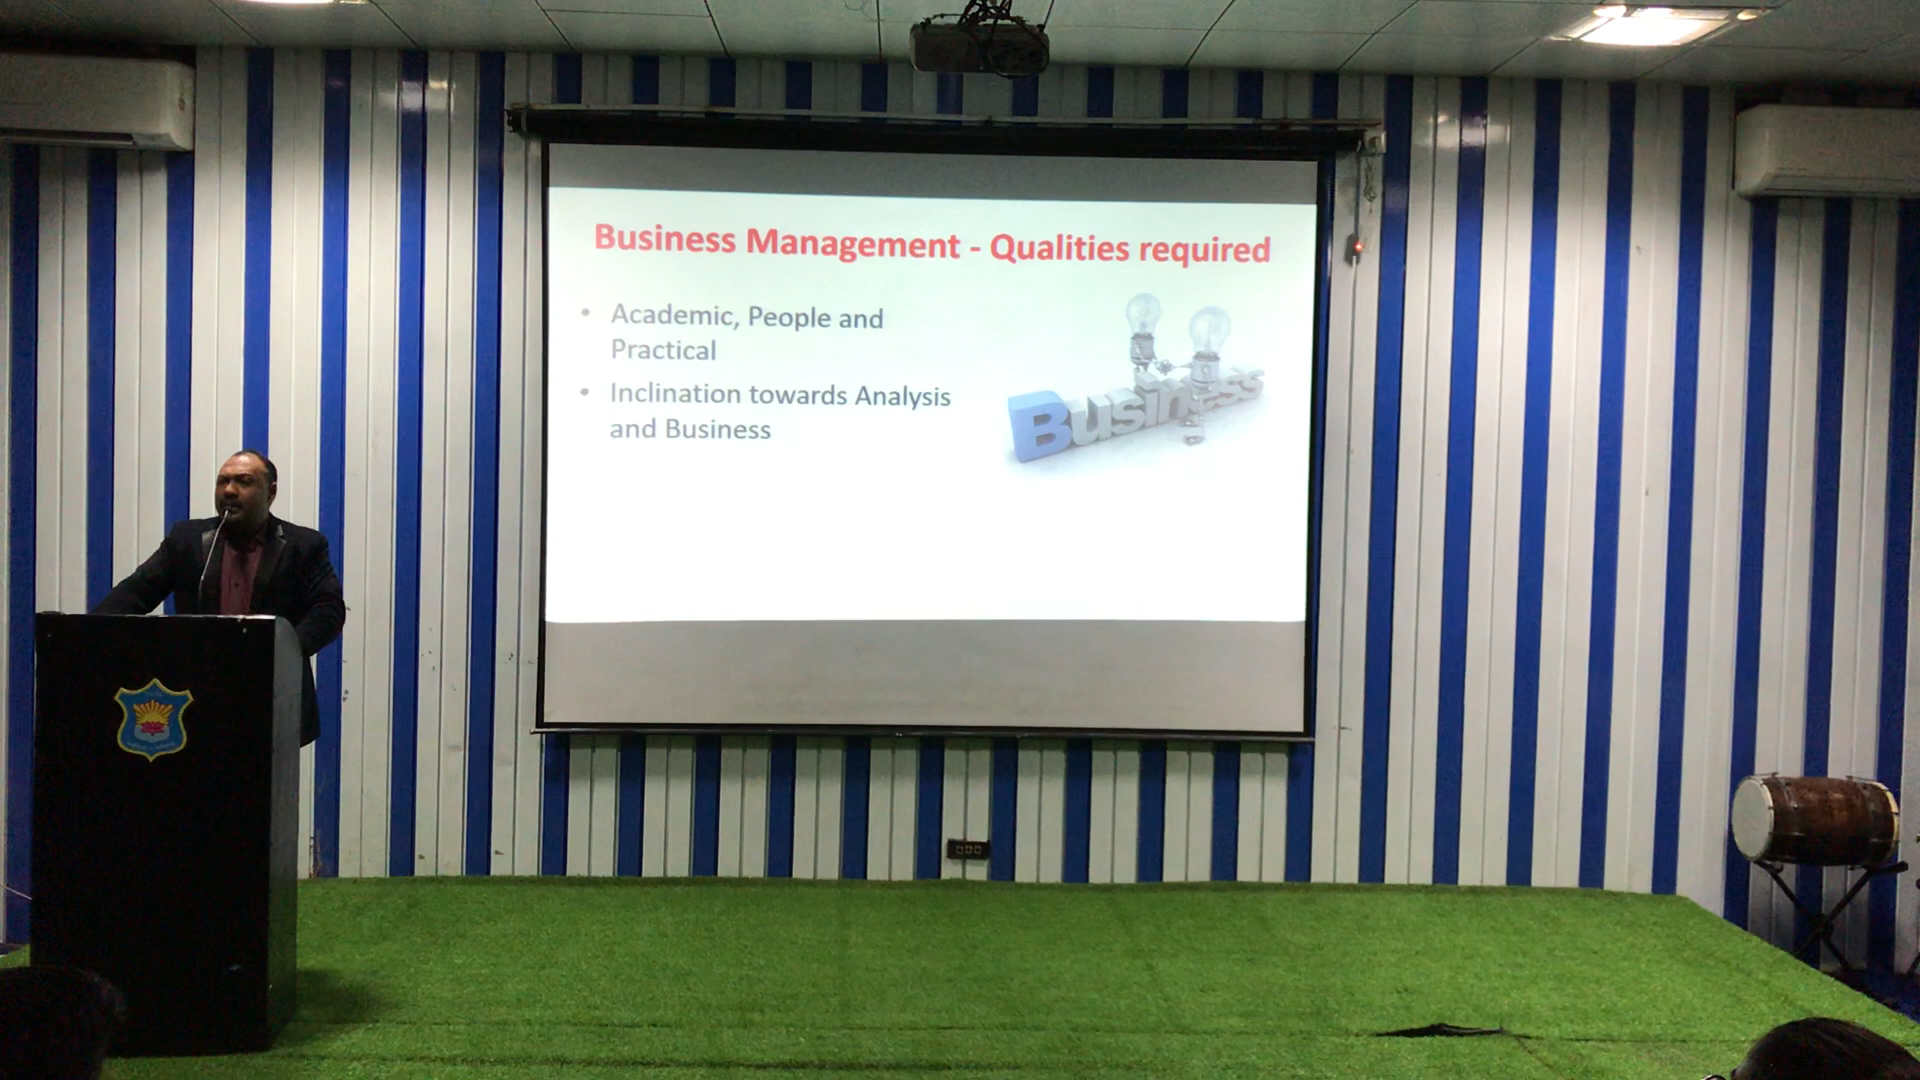 Business Management - Qualities required
• Academic, People and
Practical
• Inclination towards Analysis
and Business
Business